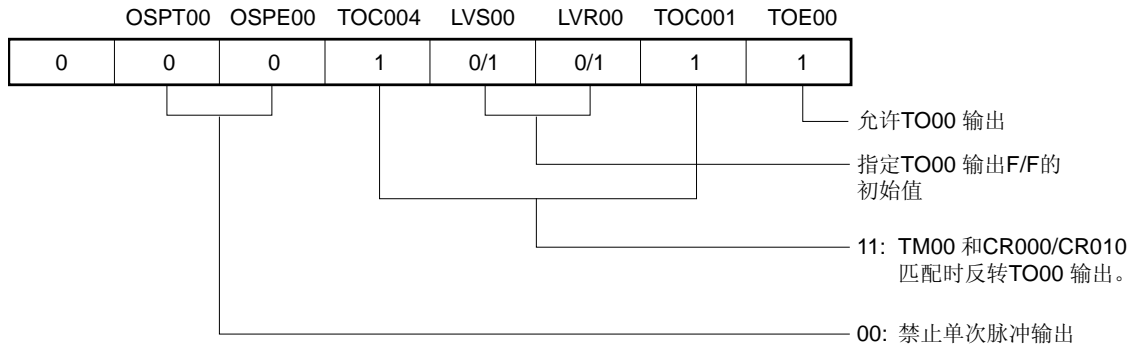 OSPT00 OSPE00 TOC004 LVS00 LVR00 TOC001 TOE00
0 0 0 1 0/1 0/1 1 1
允许TO00 输出
指定TO00 输出F/F的
初始值
11: TM00 和CR000/CR010
匹配时反转TO00 输出。
00: 禁止单次脉冲输出